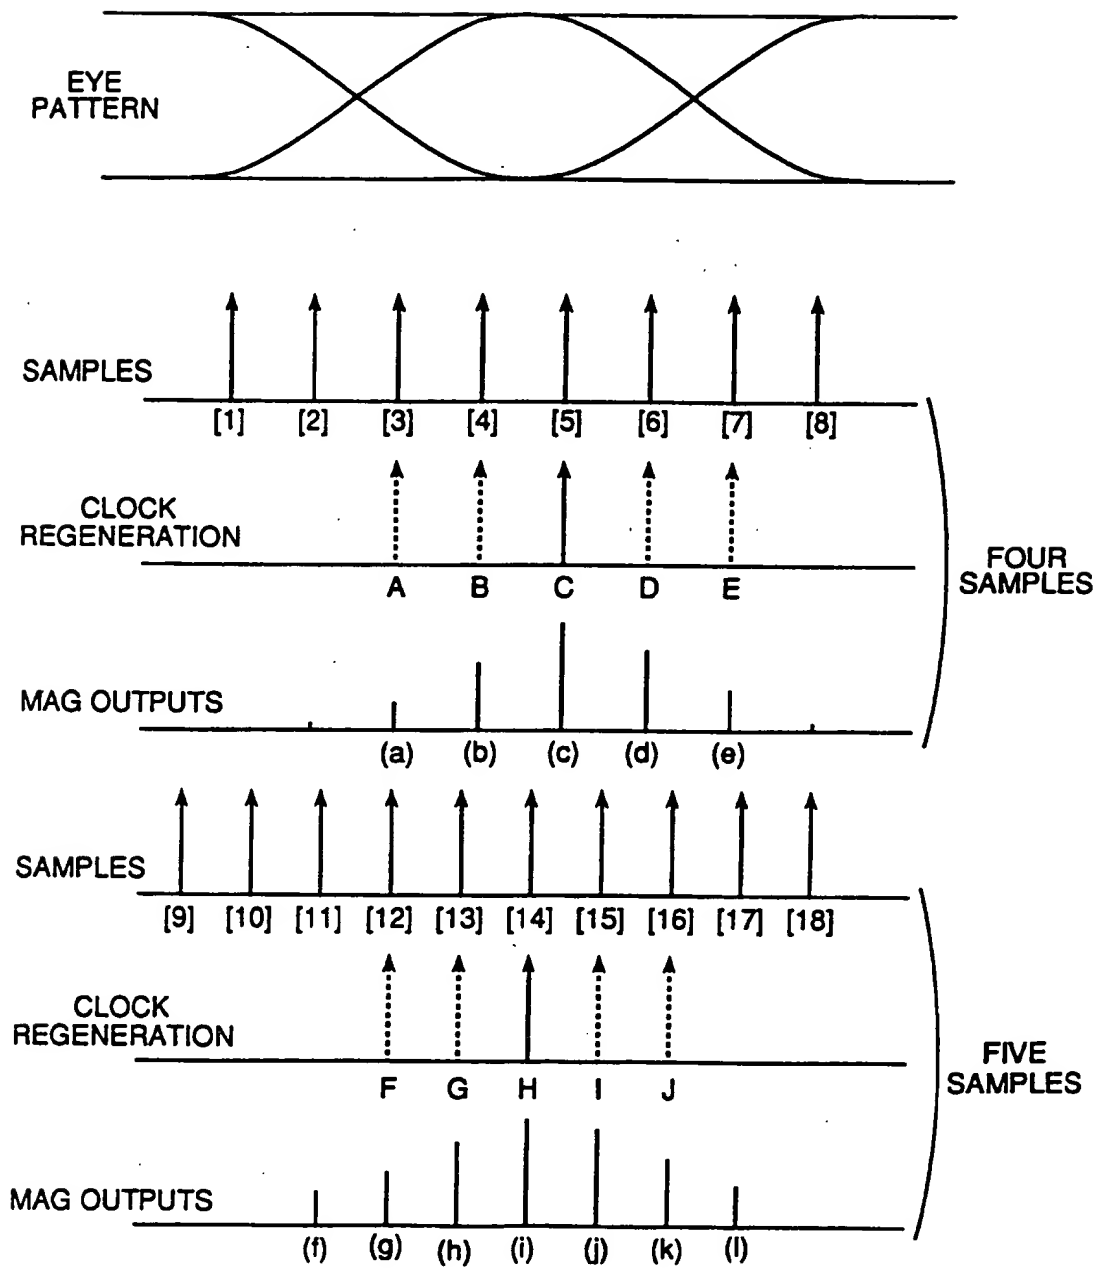 EYE
PATTERN
SAMPLES
[1] [2] [3] [4] [5] [6] [7] [8]
CLOCK
REGENERATION
A B C D E
FOUR
SAMPLES
MAG OUTPUTS
(a) (b) (c) (d) (e)
SAMPLES
[9] [10] [11] [12] [13] [14] [15] [16] [17] [18]
CLOCK
REGENERATION
F G H I J
FIVE
SAMPLES
MAG OUTPUTS
(f) (g) (h) (i) (j) (k) (l)